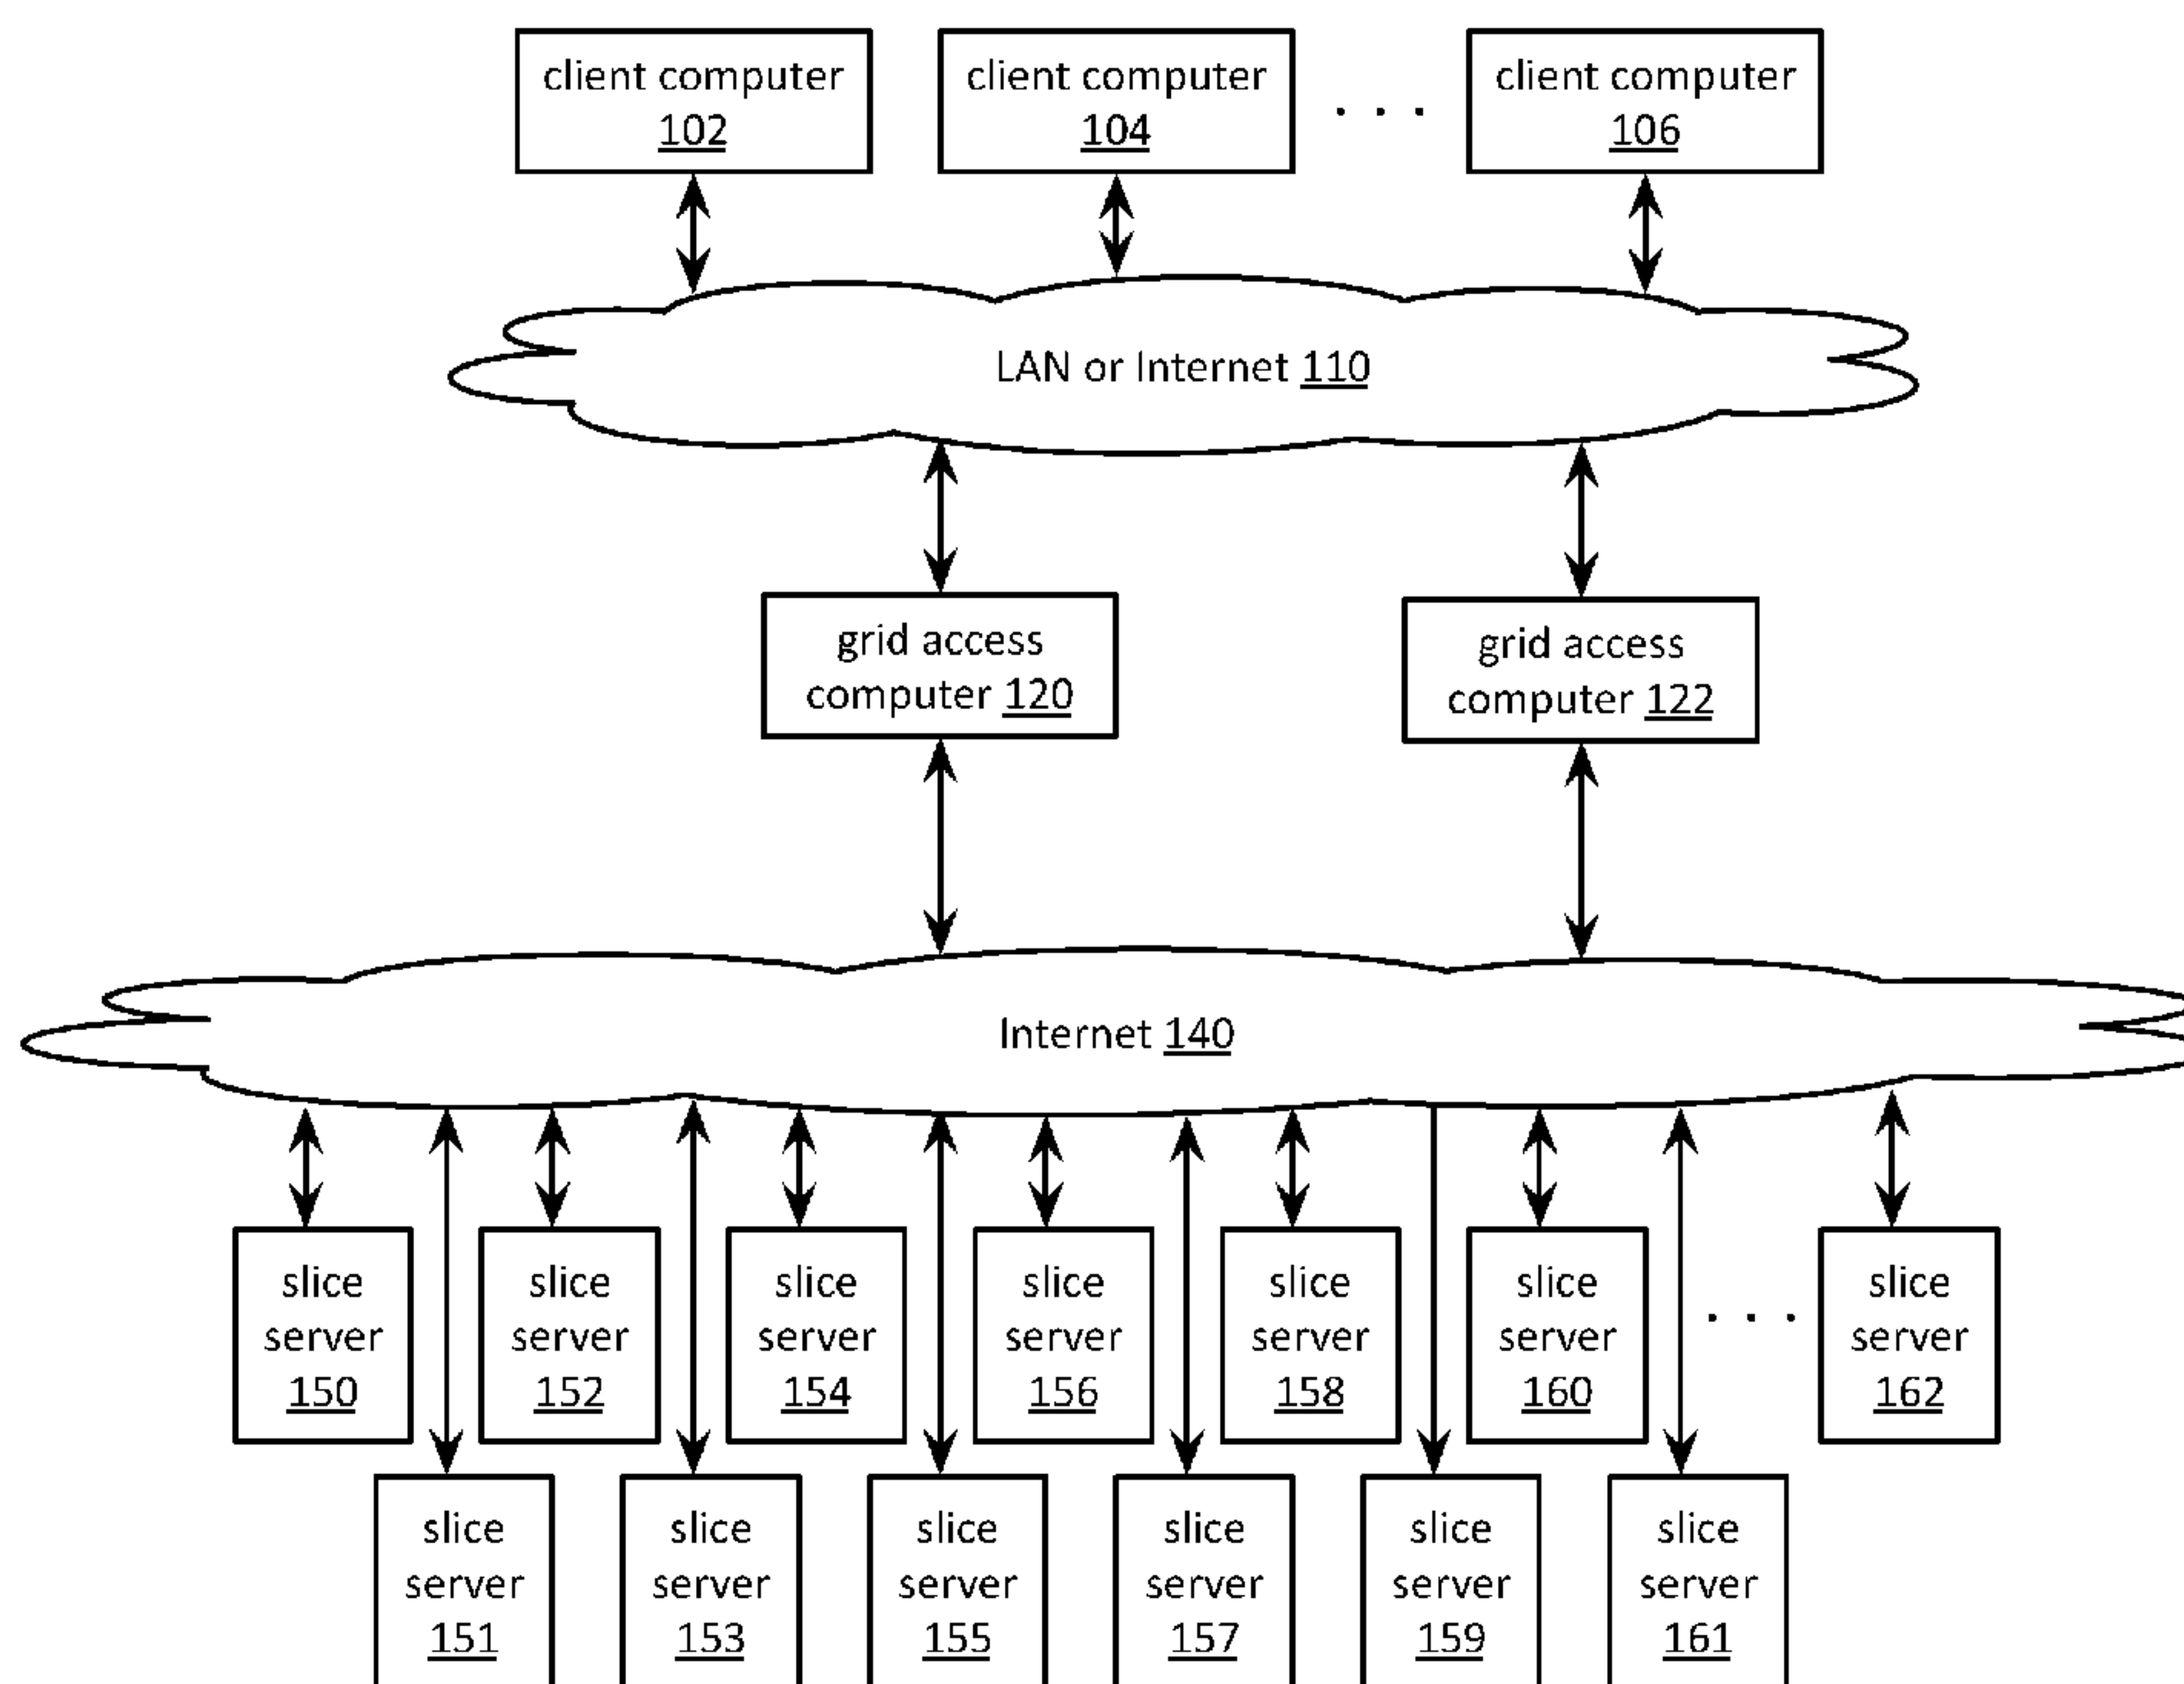 client computer
102
client computer
104
. . .
client computer
106
LAN or Internet 110
grid access
computer 120
grid access
computer 122
Internet 140
slice
server
150
slice
server
152
slice
server
154
slice
server
156
slice
server
158
slice
server
160
. . .
slice
server
162
slice
server
151
slice
server
153
slice
server
155
slice
server
157
slice
server
159
slice
server
161